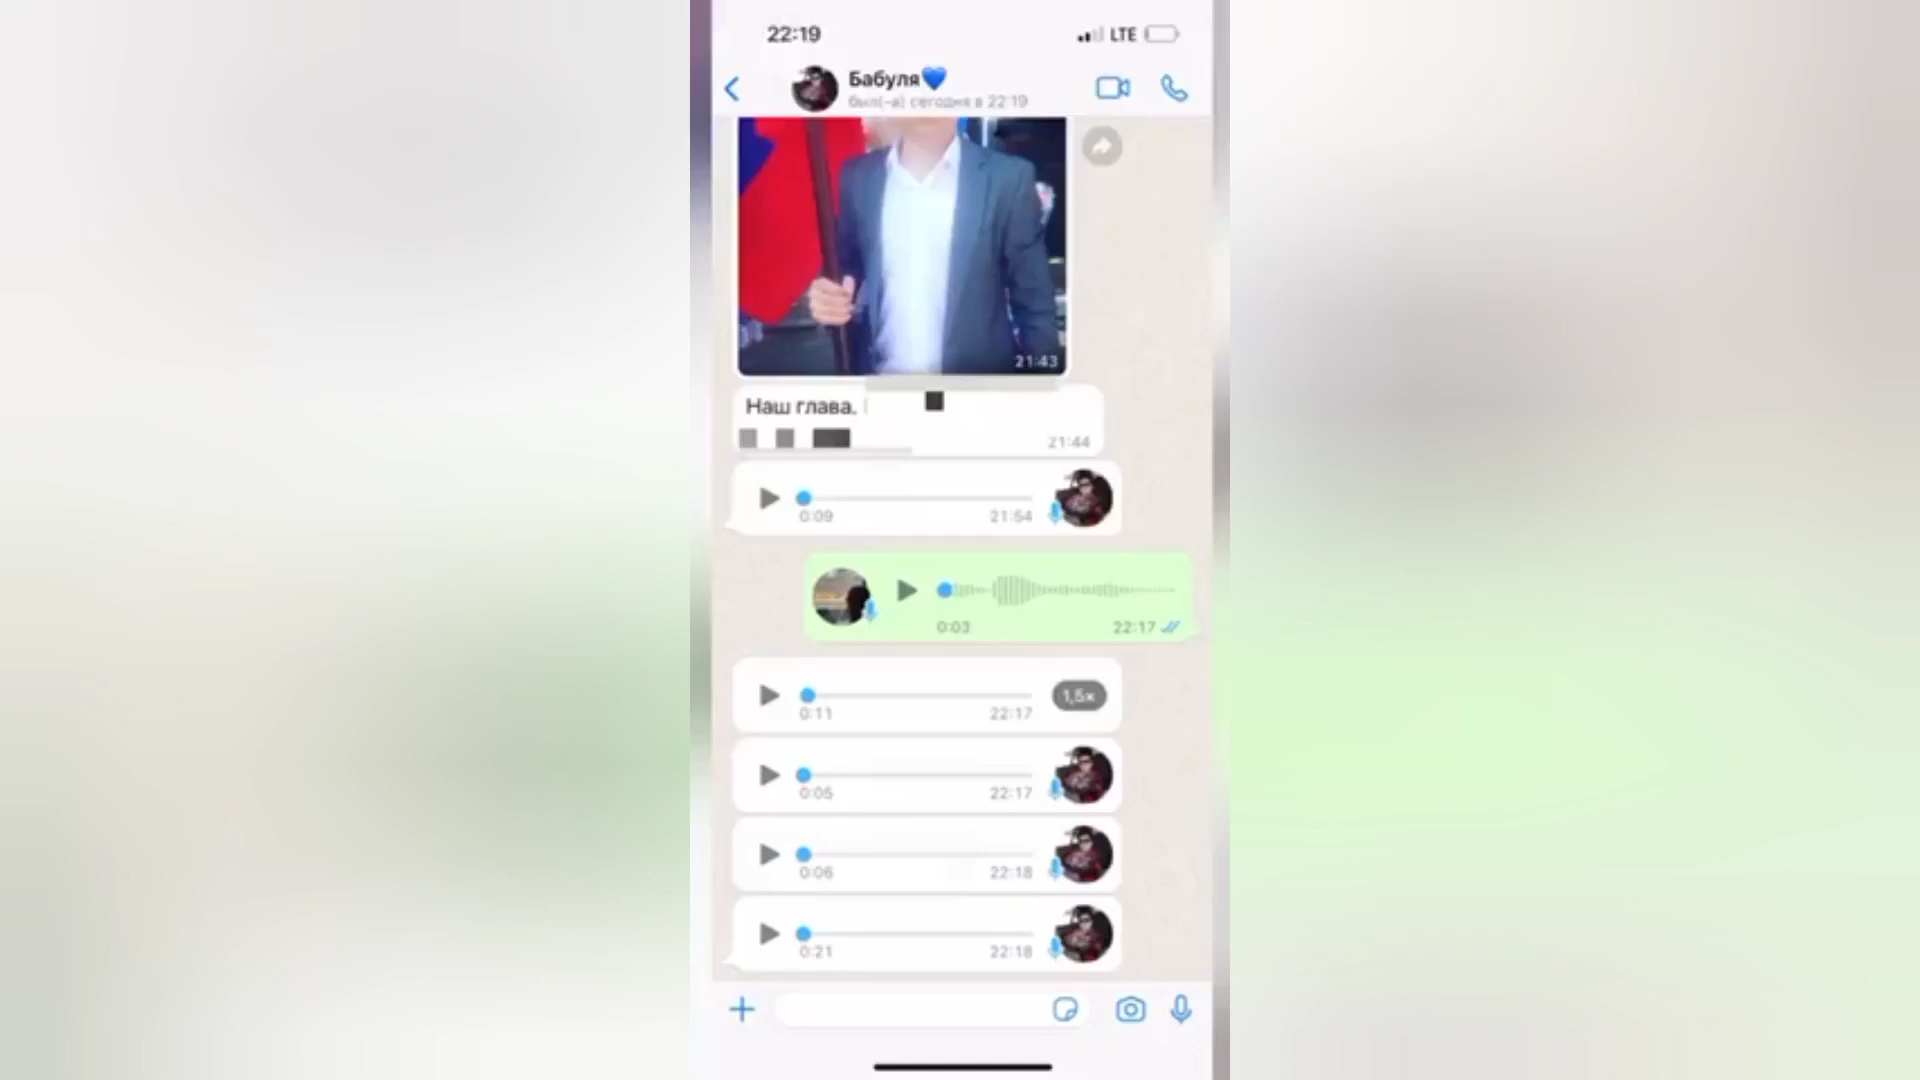 22:19
LTE
Бабуля💙
был(-а) сегодня в 22:19
21:43
Наш глава.
21:44
0:09 21:54
0:03 22:17
0:11 22:17
1,5×
0:05 22:17
0:06 22:18
0:21 22:18